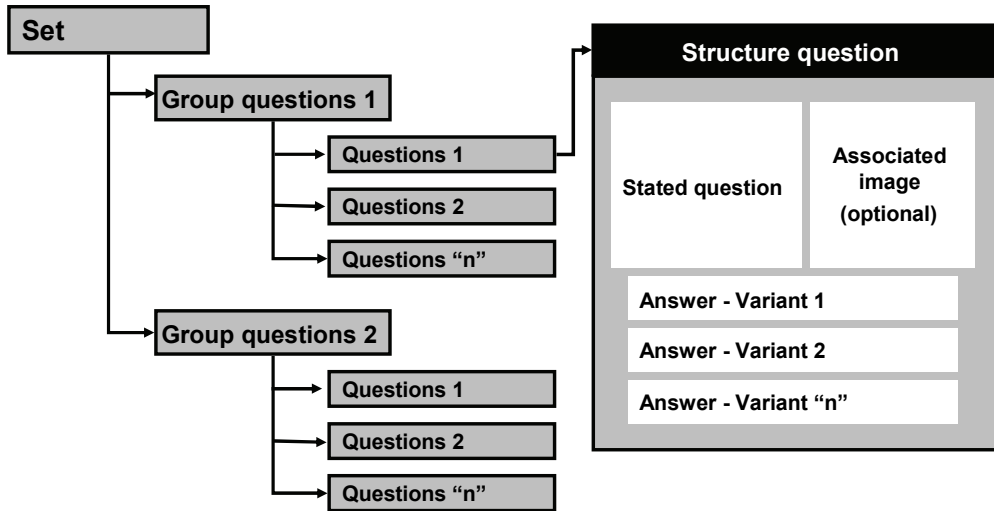 Set
Group questions 1
Questions 1
Questions 2
Questions “n”
Group questions 2
Questions 1
Questions 2
Questions “n”
Structure question
Stated question
Associated
image
(optional)
Answer - Variant 1
Answer - Variant 2
Answer - Variant “n”